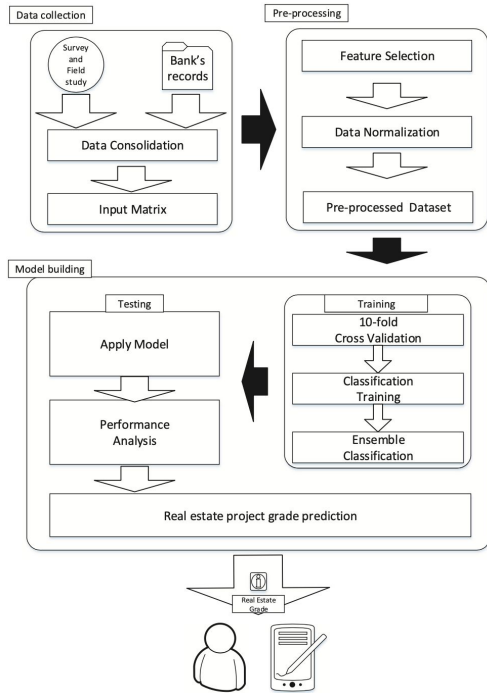 Data collection
Survey
and
Field
study
Bank's
records
Data Consolidation
Input Matrix
Pre-processing
Feature Selection
Data Normalization
Pre-processed Dataset
Model building
Training
10-fold
Cross Validation
Classification
Training
Ensemble
Classification
Testing
Apply Model
Performance
Analysis
Real estate project grade prediction
Real Estate
Grade